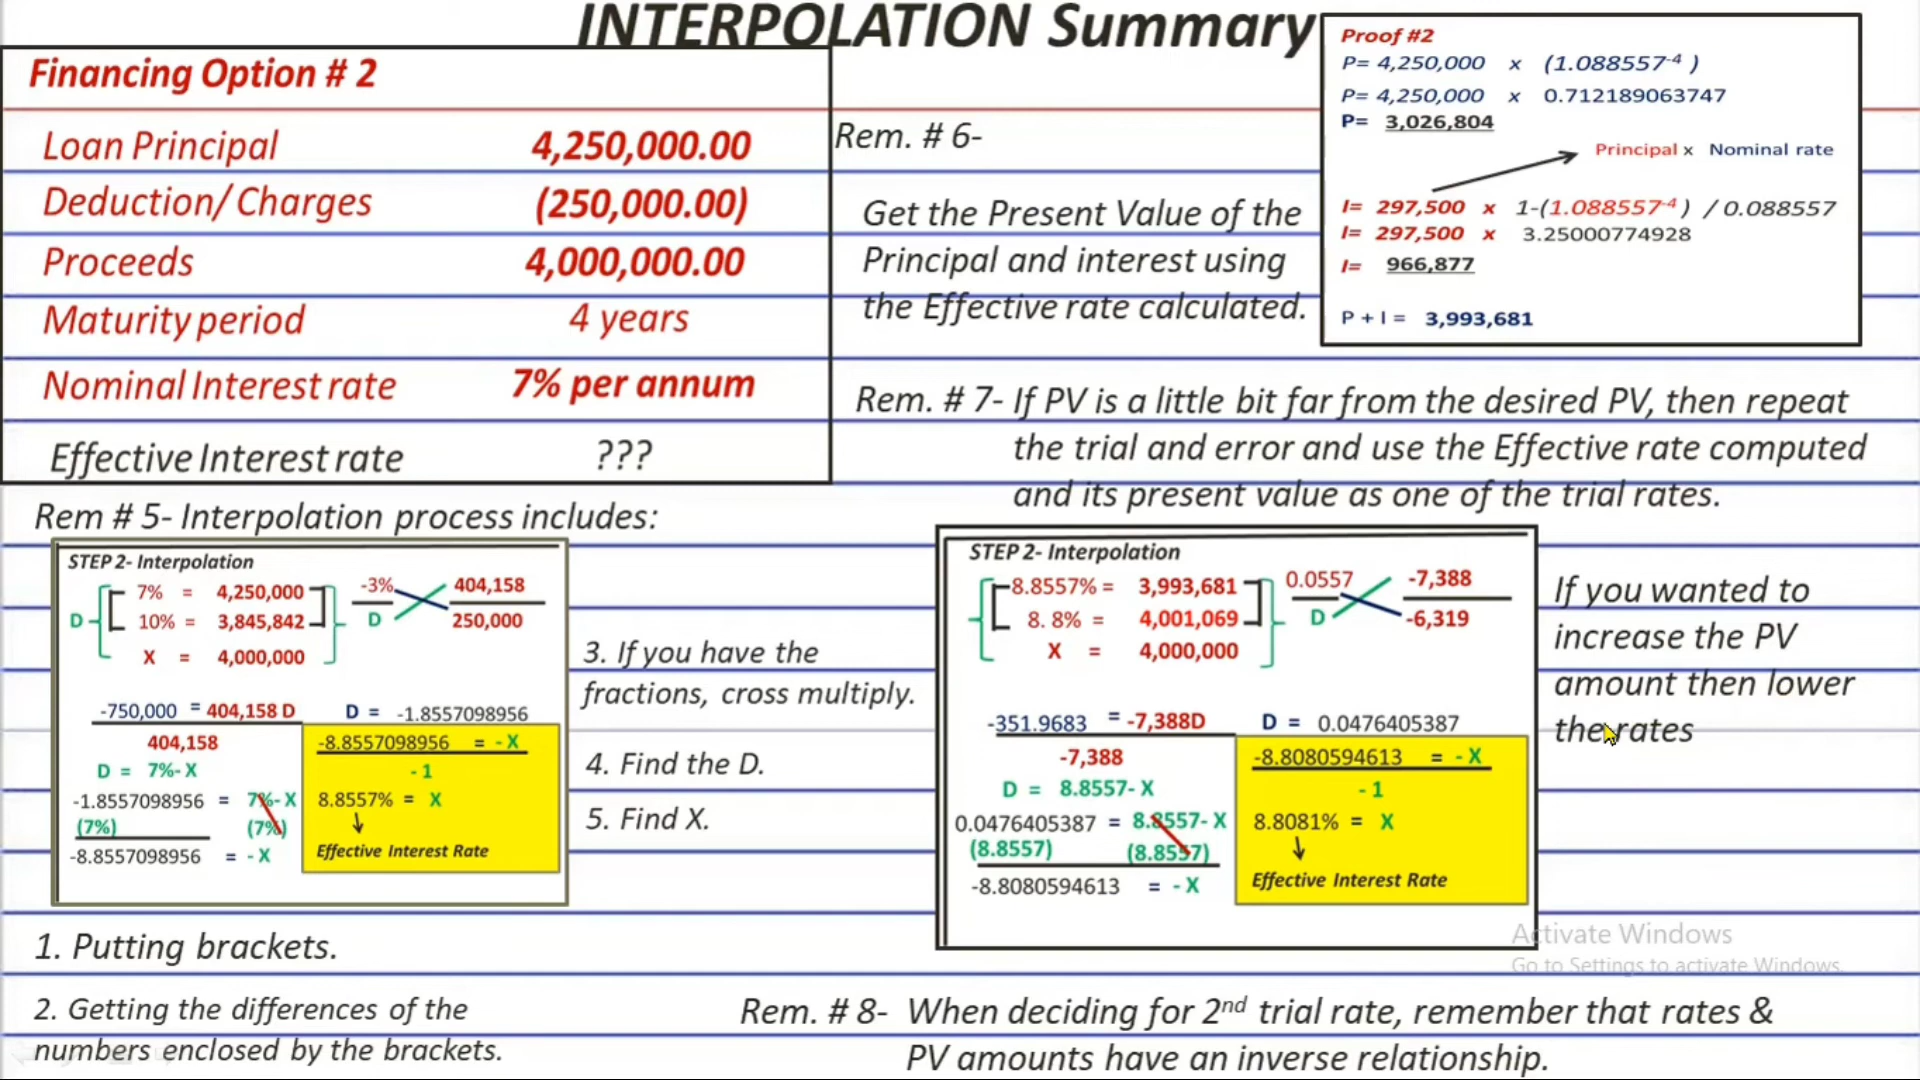 INTERPOLATION Summary
Financing Option # 2
Loan Principal 4,250,000.00
Deduction/ Charges (250,000.00)
Proceeds 4,000,000.00
Maturity period 4 years
Nominal Interest rate 7% per annum
Effective Interest rate ???
Rem. # 6-
Get the Present Value of the
Principal and interest using
the Effective rate calculated.
Proof #2
P= 4,250,000 x (1.088557⁻⁴ )
P= 4,250,000 x 0.712189063747
P= 3,026,804
Principal x Nominal rate
I= 297,500 x 1-(1.088557⁻⁴ ) / 0.088557
I= 297,500 x 3.25000774928
I= 966,877
P + I = 3,993,681
Rem. # 7- If PV is a little bit far from the desired PV, then repeat
the trial and error and use the Effective rate computed
and its present value as one of the trial rates.
Rem # 5- Interpolation process includes:
STEP 2- Interpolation
7% = 4,250,000
D 10% = 3,845,842
X = 4,000,000
-3% 404,158
D 250,000
-750,000 = 404,158 D
404,158
D = -1.8557098956
D = 7%- X
-1.8557098956 = 7%- X
(7%) (7%)
-8.8557098956 = - X
-8.8557098956 = - X
- 1
8.8557% = X
Effective Interest Rate
3. If you have the
fractions, cross multiply.
4. Find the D.
5. Find X.
STEP 2- Interpolation
8.8557% = 3,993,681
8. 8% = 4,001,069
X = 4,000,000
0.0557 -7,388
D -6,319
-351.9683 = -7,388D
-7,388
D = 0.0476405387
D = 8.8557- X
0.0476405387 = 8.8557- X
(8.8557) (8.8557)
-8.8080594613 = - X
-8.8080594613 = - X
- 1
8.8081% = X
Effective Interest Rate
If you wanted to
increase the PV
amount then lower
the rates
1. Putting brackets.
2. Getting the differences of the
numbers enclosed by the brackets.
Rem. # 8- When deciding for 2ⁿᵈ trial rate, remember that rates &
PV amounts have an inverse relationship.
Activate Windows
Go to Settings to activate Windows.